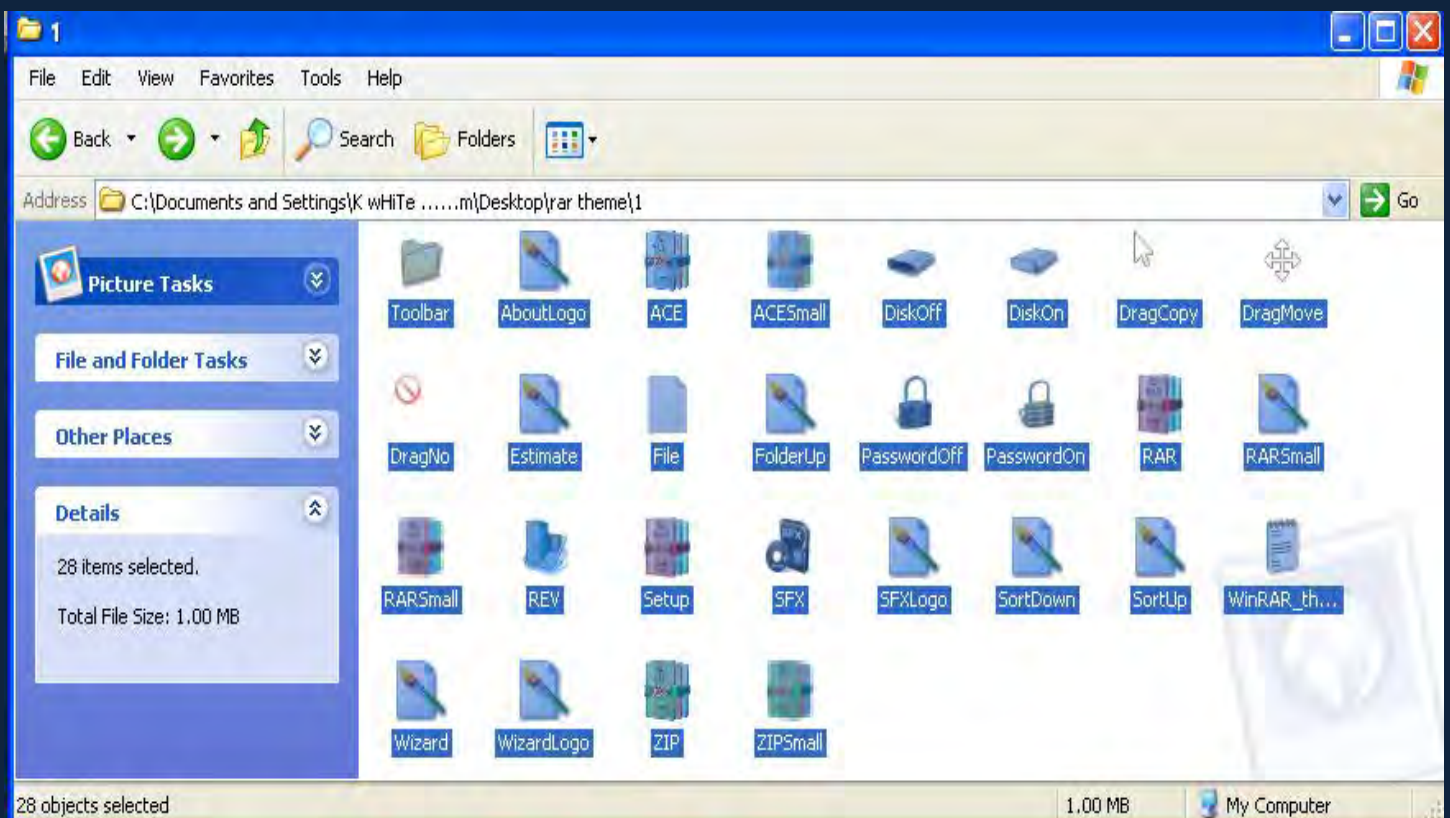 1
File Edit View Favorites Tools Help
Back Search Folders
Address C:\Documents and Settings\K wHiTe ......m\Desktop\rar theme\1 Go
Picture Tasks
File and Folder Tasks
Other Places
Details
28 items selected.
Total File Size: 1.00 MB
Toolbar AboutLogo ACE ACESmall DiskOff DiskOn DragCopy DragMove
DragNo Estimate File FolderUp PasswordOff PasswordOn RAR RARSmall
RARSmall REV Setup SFX SFXLogo SortDown SortUp WinRAR_th...
Wizard WizardLogo ZIP ZIPSmall
28 objects selected 1.00 MB My Computer